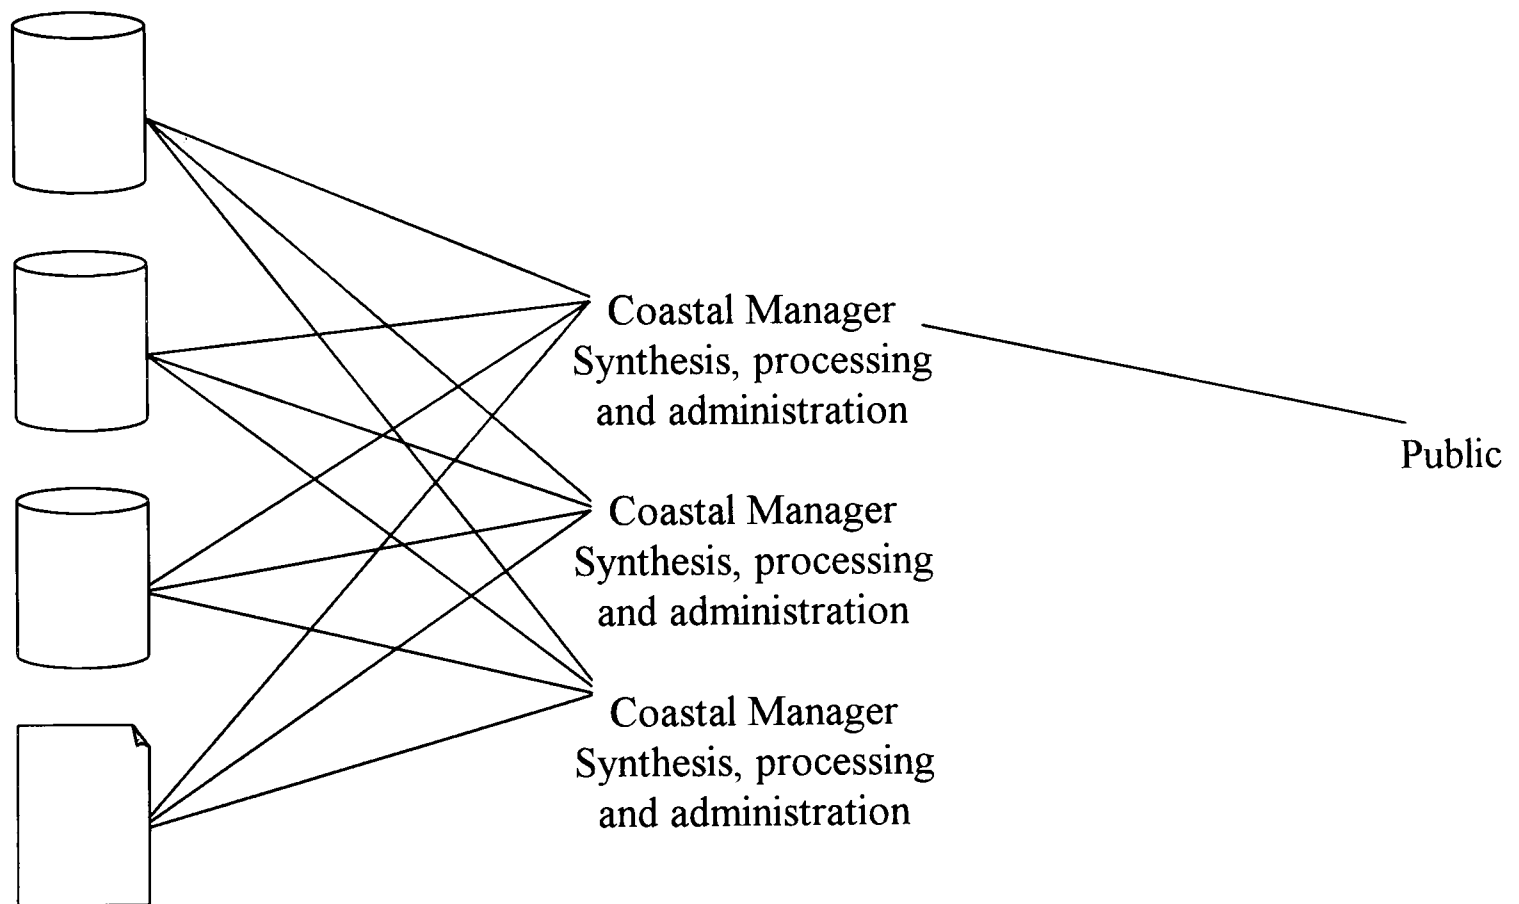 Coastal Manager
Synthesis, processing
and administration
Public
Coastal Manager
Synthesis, processing
and administration
Coastal Manager
Synthesis, processing
and administration